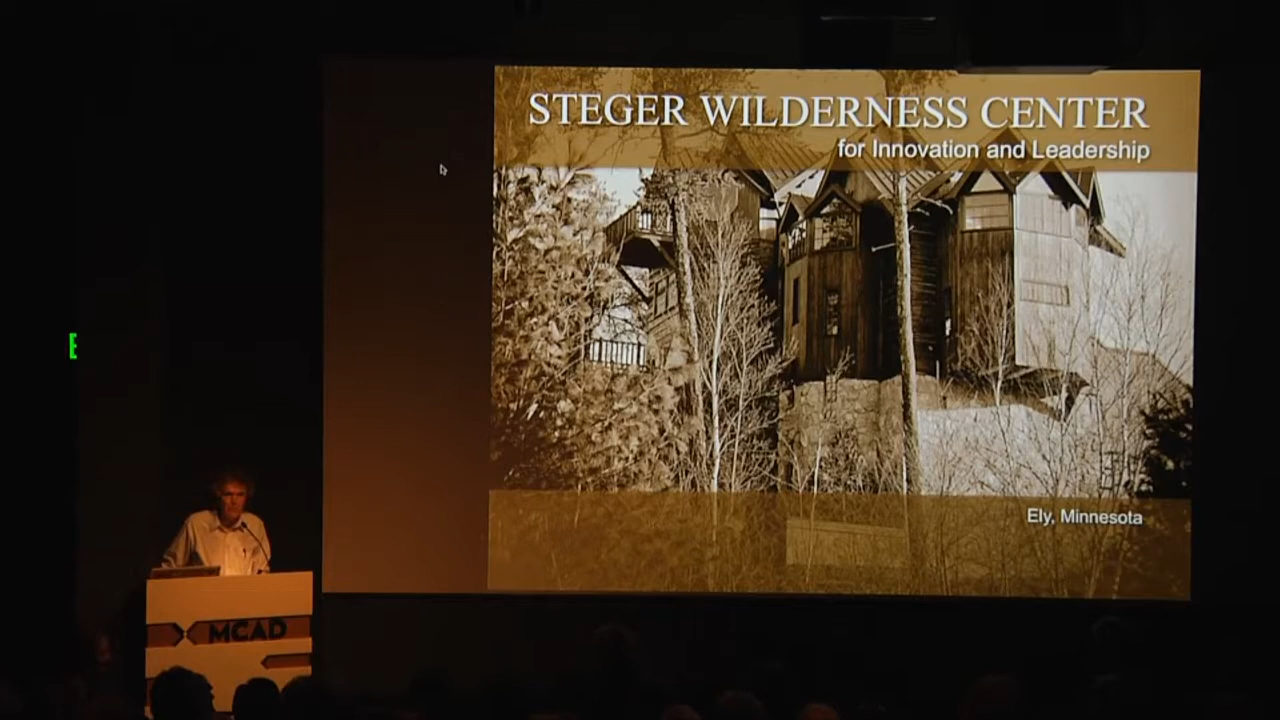 STEGER WILDERNESS CENTER
for Innovation and Leadership
Ely, Minnesota
MCAD